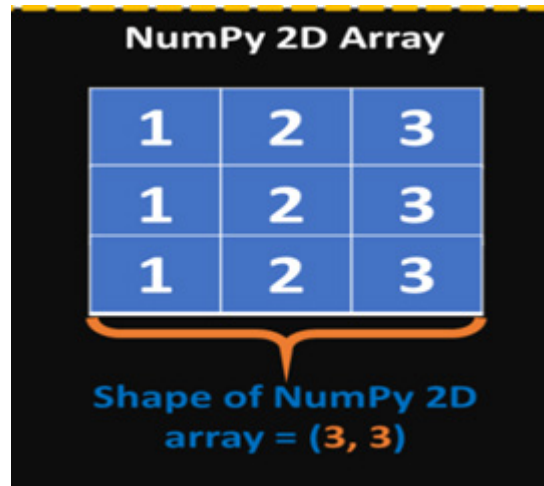 NumPy 2D Array
1 2 3
1 2 3
1 2 3
Shape of NumPy 2D
array = (3, 3)